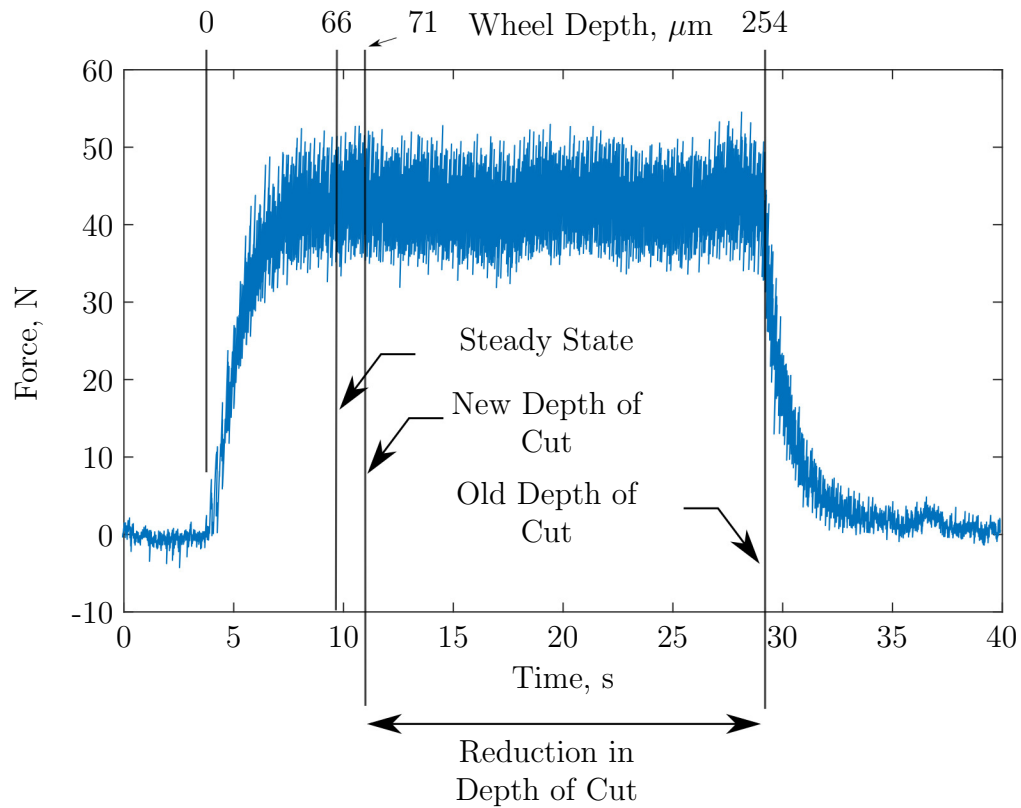 0 66 71 Wheel Depth, μm 254
60
50
40
30
20
10
0
-10
Force, N
Steady State
New Depth of
Cut
Old Depth of
Cut
0 5 10 15 20 25 30 35 40
Time, s
Reduction in
Depth of Cut